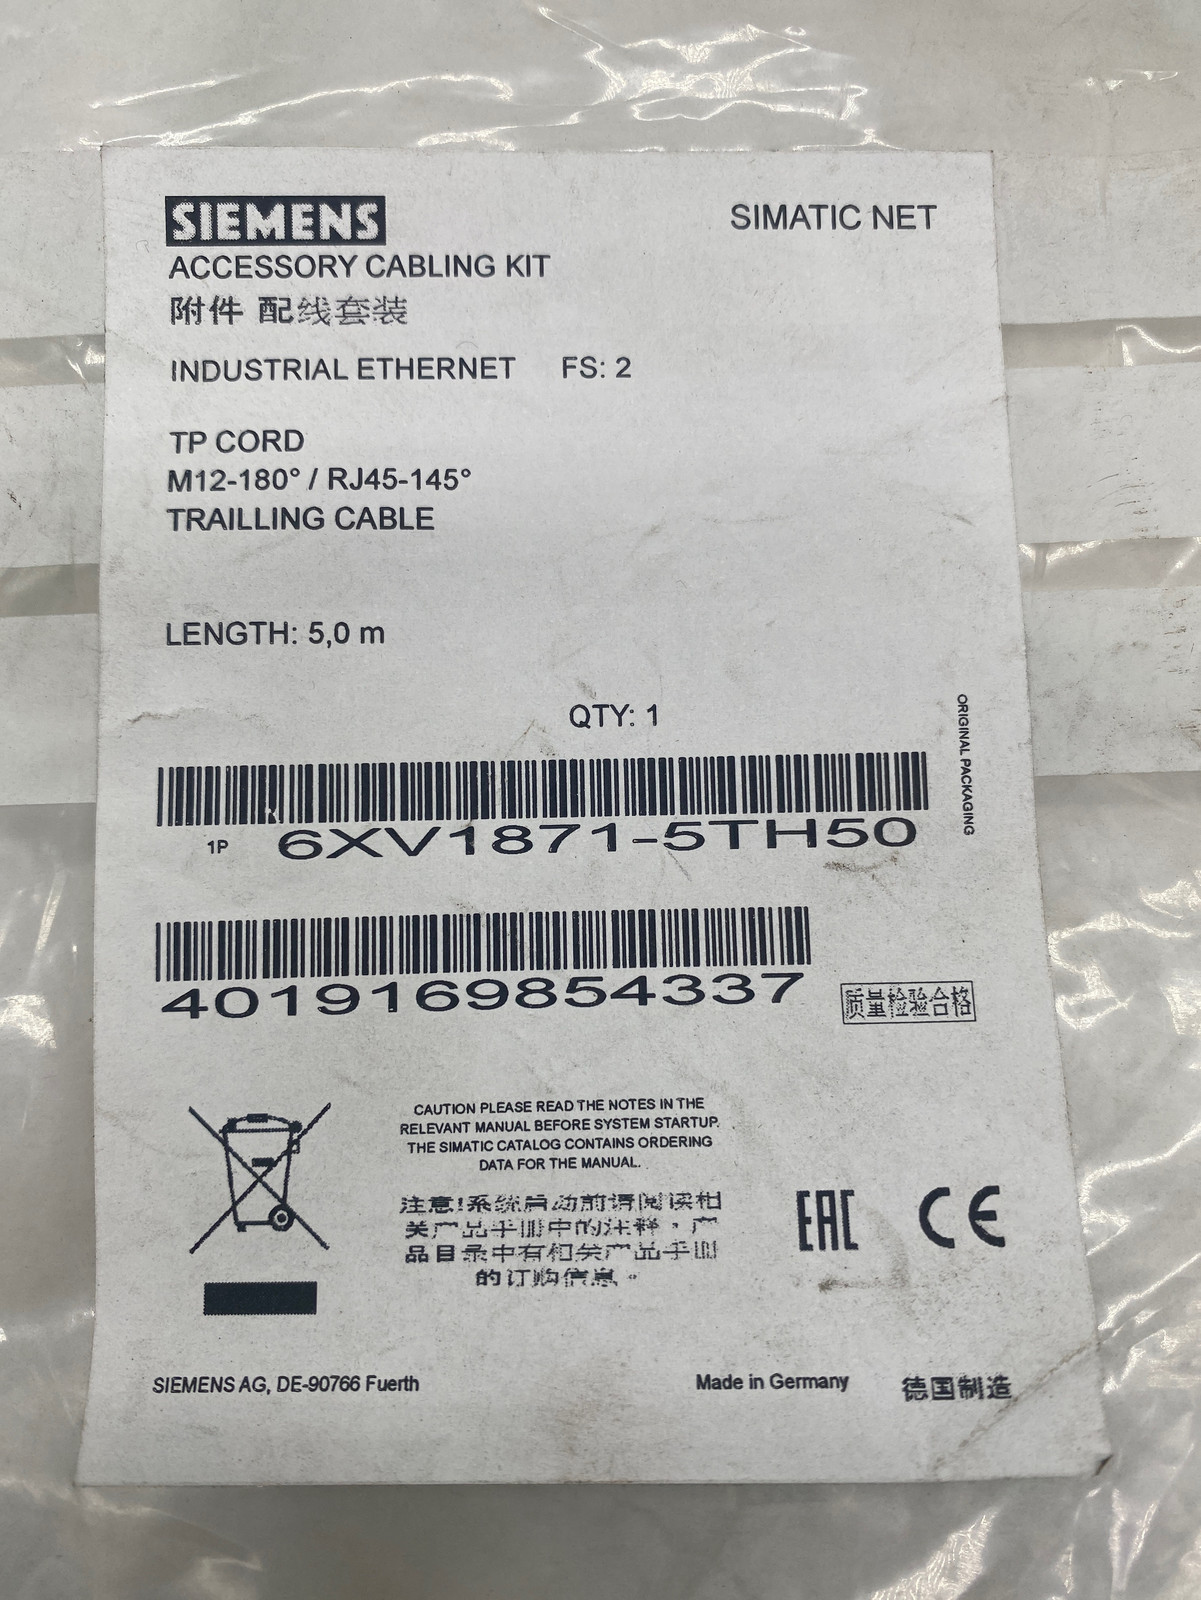 SIEMENS
SIMATIC NET
ACCESSORY CABLING KIT
附件 配线套装
INDUSTRIAL ETHERNET FS: 2
TP CORD
M12-180° / RJ45-145°
TRAILLING CABLE
LENGTH: 5,0 m
QTY: 1
ORIGINAL PACKAGING
1P 6XV1871-5TH50
4019169854337
质量检验合格
CAUTION PLEASE READ THE NOTES IN THE
RELEVANT MANUAL BEFORE SYSTEM STARTUP.
THE SIMATIC CATALOG CONTAINS ORDERING
DATA FOR THE MANUAL.
注意!系统启动前请阅读相
关产品手册中的注释，产
品目录中有相关产品手册
的订购信息。
EAC CE
SIEMENS AG, DE-90766 Fuerth
Made in Germany 德国制造